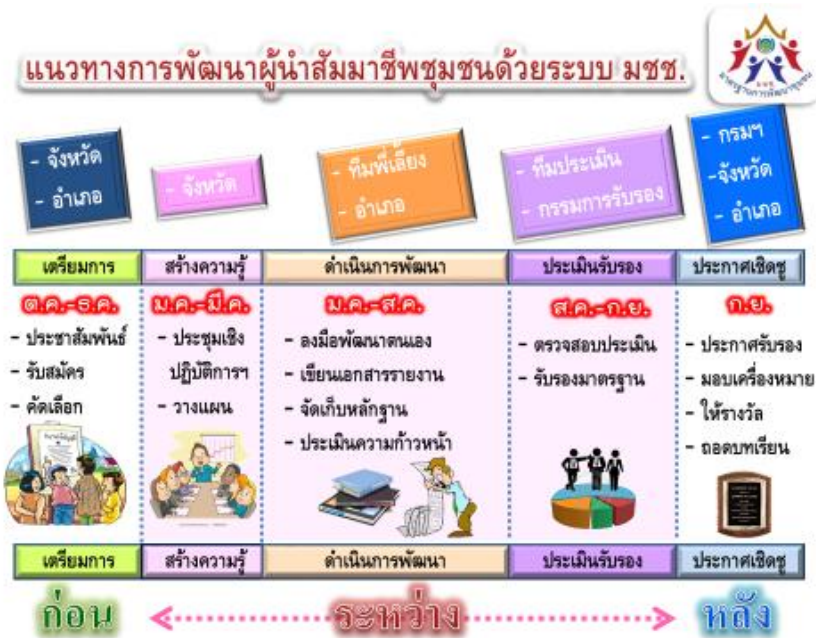 แนวทางการพัฒนาผู้นำสัมมาชีพชุมชนด้วยระบบ มชช.
มาตรฐานการพัฒนาชุมชน
- จังหวัด
- อำเภอ
- จังหวัด
- ทีมพี่เลี้ยง
- อำเภอ
- ทีมประเมิน
- กรรมการรับรอง
- กรมฯ
-จังหวัด
- อำเภอ
เตรียมการ
สร้างความรู้
ดำเนินการพัฒนา
ประเมินรับรอง
ประกาศเชิดชู
ต.ค.-ธ.ค.
- ประชาสัมพันธ์
- รับสมัคร
- คัดเลือก
ม.ค.-มี.ค.
- ประชุมเชิง
ปฏิบัติการฯ
- วางแผน
ม.ค.-ส.ค.
- ลงมือพัฒนาตนเอง
- เขียนเอกสารรายงาน
- จัดเก็บหลักฐาน
- ประเมินความก้าวหน้า
ส.ค.-ก.ย.
- ตรวจสอบประเมิน
- รับรองมาตรฐาน
ก.ย.
- ประกาศรับรอง
- มอบเครื่องหมาย
- ให้รางวัล
- ถอดบทเรียน
เตรียมการ
สร้างความรู้
ดำเนินการพัฒนา
ประเมินรับรอง
ประกาศเชิดชู
ก่อน
ระหว่าง
หลัง